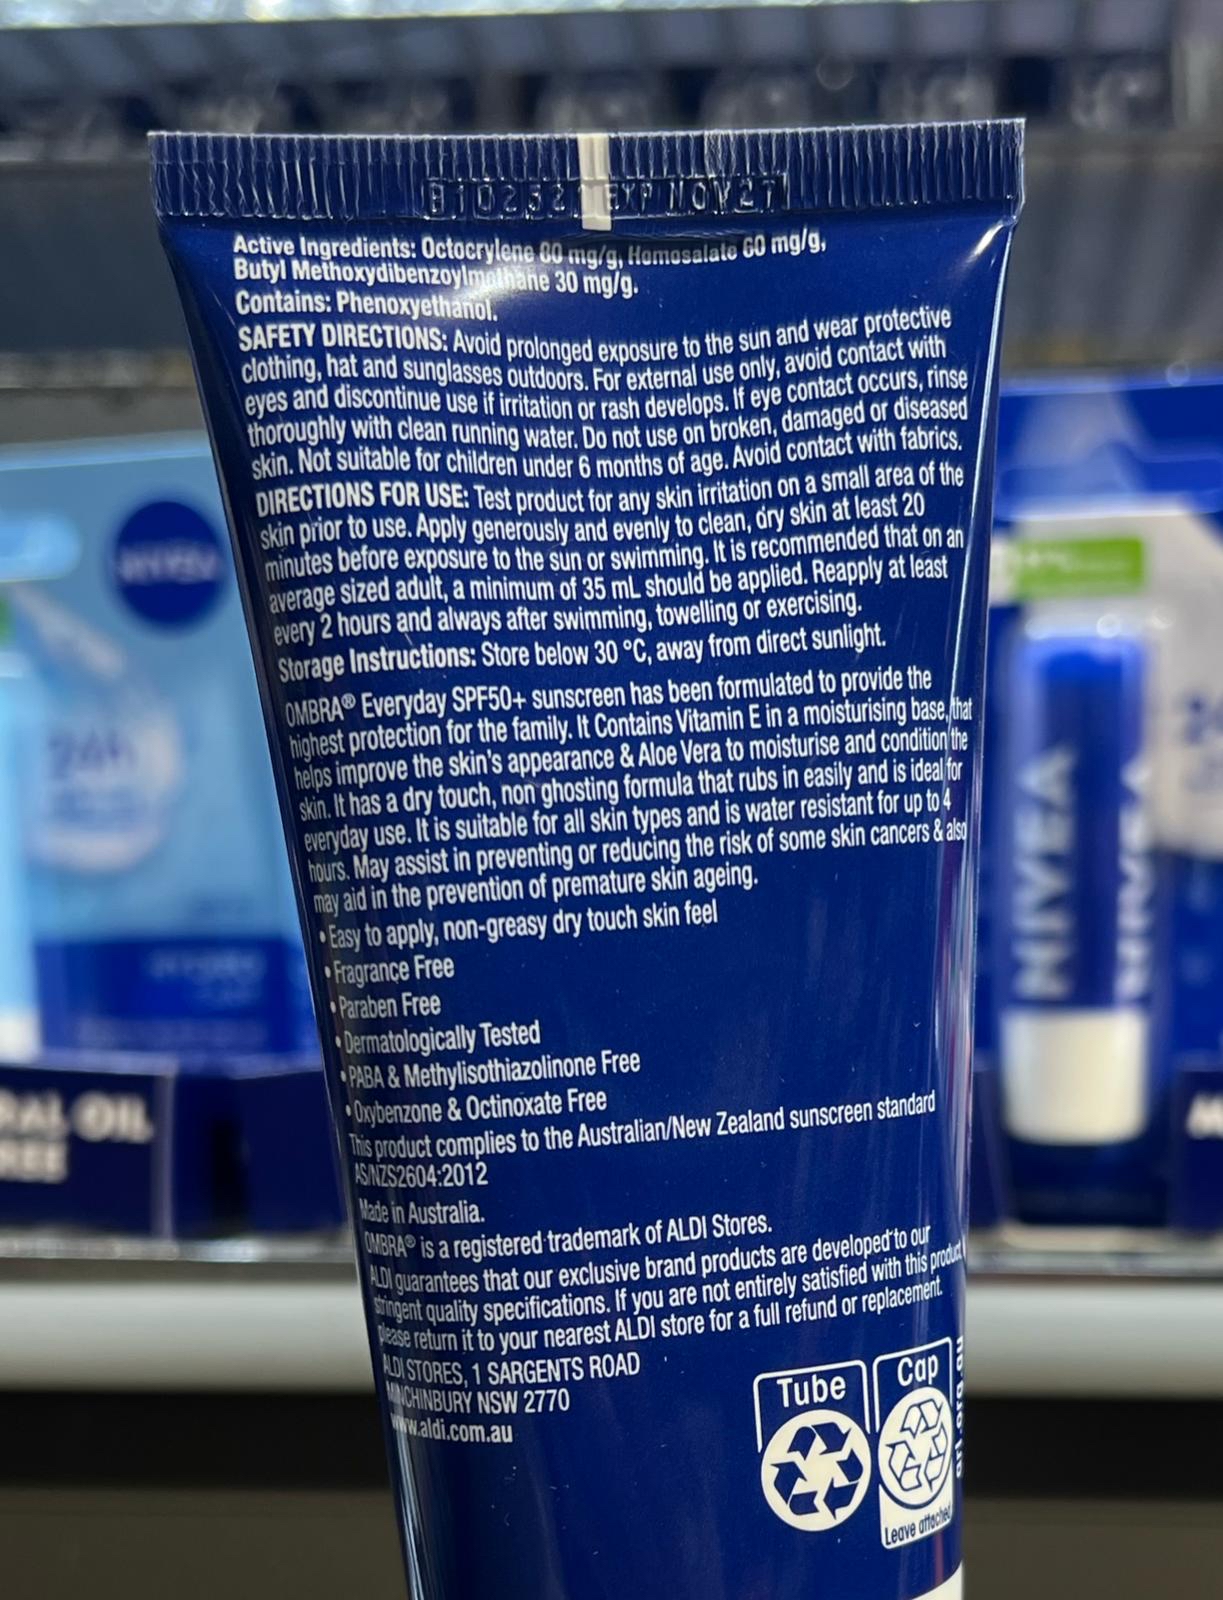 EXP NOV27
Active Ingredients: Octocrylene 80 mg/g, Homosalate 60 mg/g,
Butyl Methoxydibenzoylmethane 30 mg/g.
Contains: Phenoxyethanol.
SAFETY DIRECTIONS: Avoid prolonged exposure to the sun and wear protective
clothing, hat and sunglasses outdoors. For external use only, avoid contact with
eyes and discontinue use if irritation or rash develops. If eye contact occurs, rinse
thoroughly with clean running water. Do not use on broken, damaged or diseased
skin. Not suitable for children under 6 months of age. Avoid contact with fabrics.
DIRECTIONS FOR USE: Test product for any skin irritation on a small area of the
skin prior to use. Apply generously and evenly to clean, dry skin at least 20
minutes before exposure to the sun or swimming. It is recommended that on an
average sized adult, a minimum of 35 mL should be applied. Reapply at least
every 2 hours and always after swimming, towelling or exercising.
Storage Instructions: Store below 30 °C, away from direct sunlight.
OMBRA® Everyday SPF50+ sunscreen has been formulated to provide the
highest protection for the family. It Contains Vitamin E in a moisturising base, that
helps improve the skin's appearance & Aloe Vera to moisturise and condition the
skin. It has a dry touch, non ghosting formula that rubs in easily and is ideal for
everyday use. It is suitable for all skin types and is water resistant for up to 4
hours. May assist in preventing or reducing the risk of some skin cancers & also
may aid in the prevention of premature skin ageing.
• Easy to apply, non-greasy dry touch skin feel
• Fragrance Free
• Paraben Free
• Dermatologically Tested
• PABA & Methylisothiazolinone Free
• Oxybenzone & Octinoxate Free
This product complies to the Australian/New Zealand sunscreen standard
AS/NZS2604:2012
Made in Australia.
OMBRA® is a registered trademark of ALDI Stores.
ALDI guarantees that our exclusive brand products are developed to our
stringent quality specifications. If you are not entirely satisfied with this product
please return it to your nearest ALDI store for a full refund or replacement.
ALDI STORES, 1 SARGENTS ROAD
MINCHINBURY NSW 2770
www.aldi.com.au
Tube
Cap
Leave attached
arl.org.au
NIVEA
NIVEA
NIVEA
24h
RAL OIL